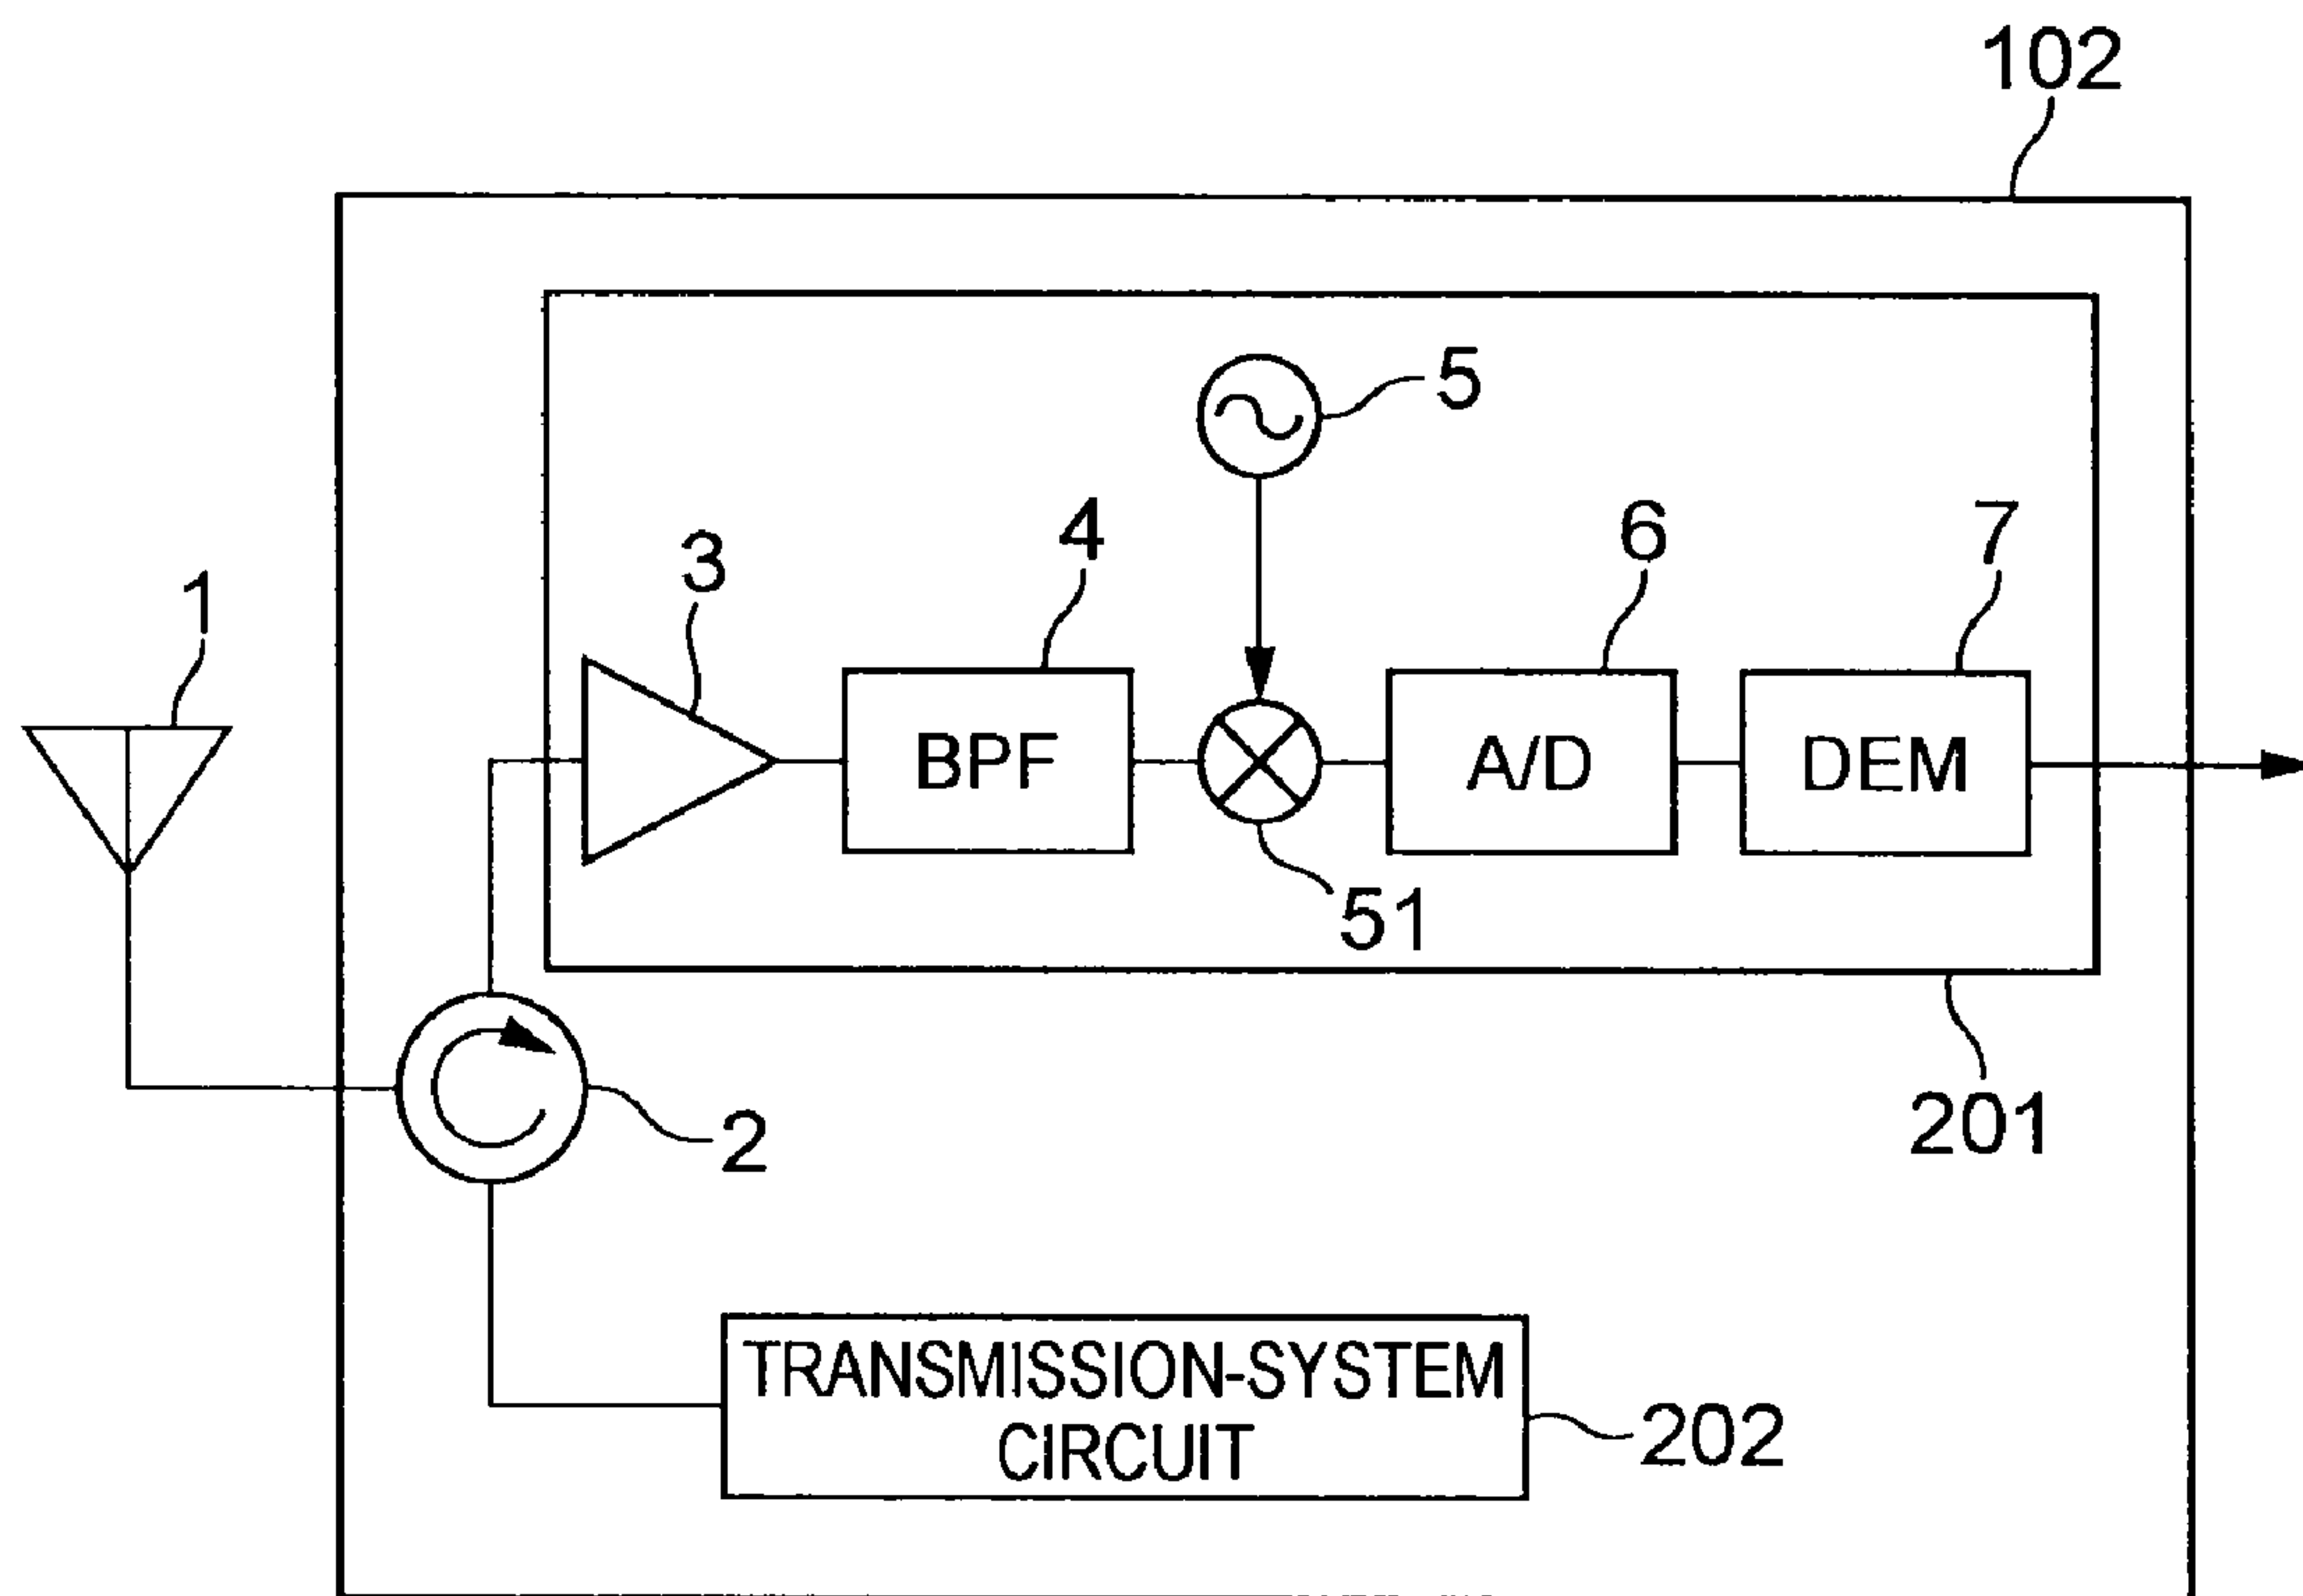 102
5
4
6
7
3
1
BPF
A/D
DEM
51
201
2
TRANSMISSION-SYSTEM
CIRCUIT
202